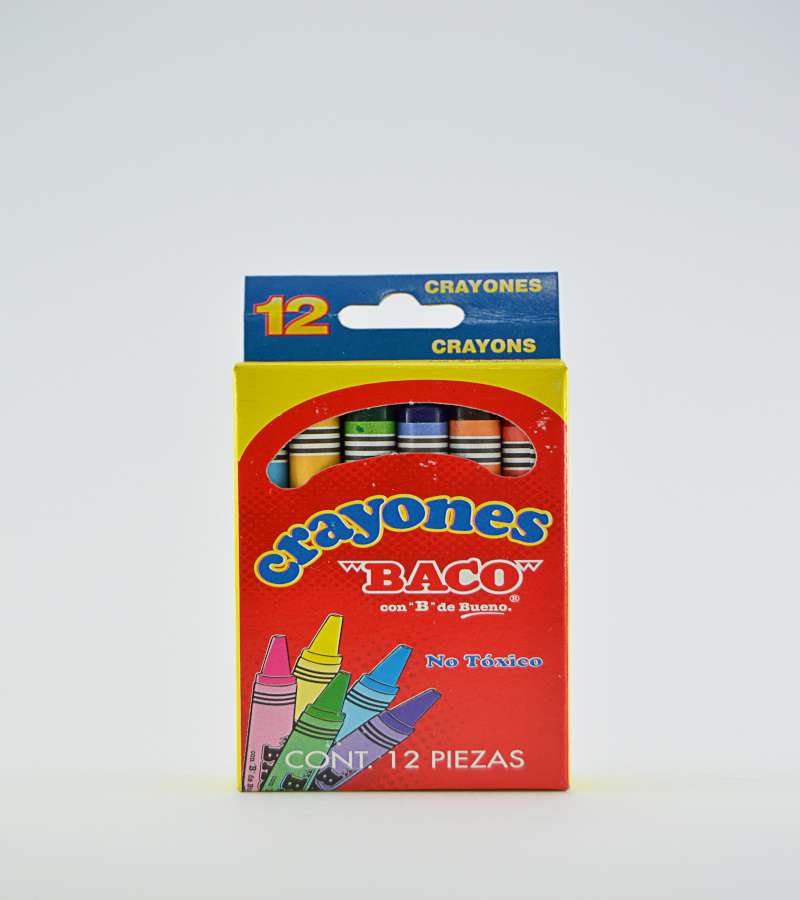 12
CRAYONES
CRAYONS
crayones
"BACO"®
con "B" de Bueno.
No Tóxico
CONT. 12 PIEZAS